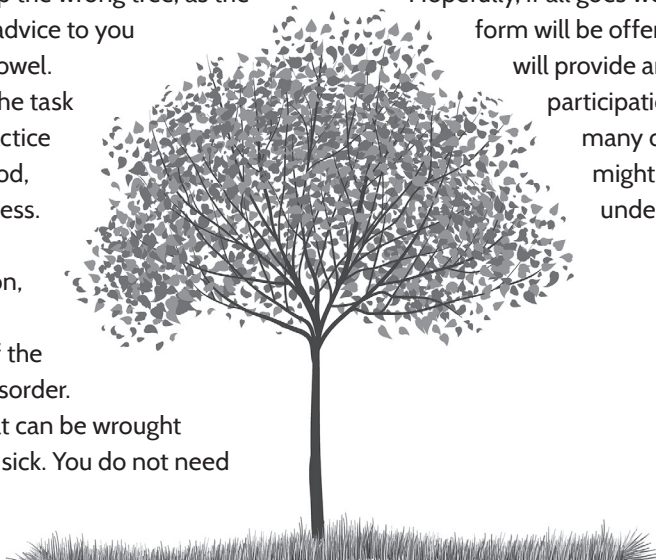 the wrong tree, as the
advice to you
owel.
he task
ctice
od,
ess.
on,
f the
sorder.
t can be wrought
sick. You do not need
Hopefully, if all goes w
form will be offer
will provide a
participatio
many
might
unde